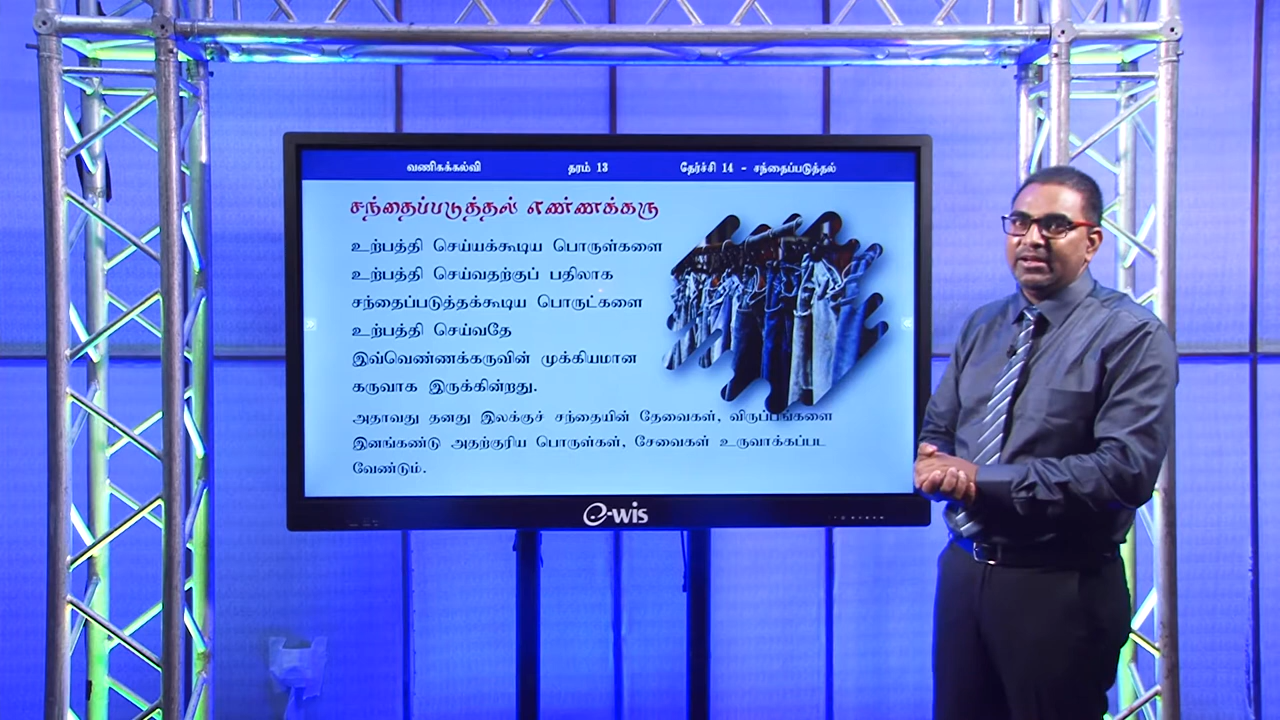 வணிகக்கல்வி தரம் 13 தேர்ச்சி 14 - சந்தைப்படுத்தல்
சந்தைப்படுத்தல் எண்ணக்கரு
உற்பத்தி செய்யக்கூடிய பொருள்களை
உற்பத்தி செய்வதற்குப் பதிலாக
சந்தைப்படுத்தக்கூடிய பொருட்களை
உற்பத்தி செய்வதே
இவ்வெண்ணக்கருவின் முக்கியமான
கருவாக இருக்கின்றது.
அதாவது தனது இலக்குச் சந்தையின் தேவைகள், விருப்பங்களை
இனங்கண்டு அதற்குரிய பொருள்கள், சேவைகள் உருவாக்கப்பட
வேண்டும்.
e-wis